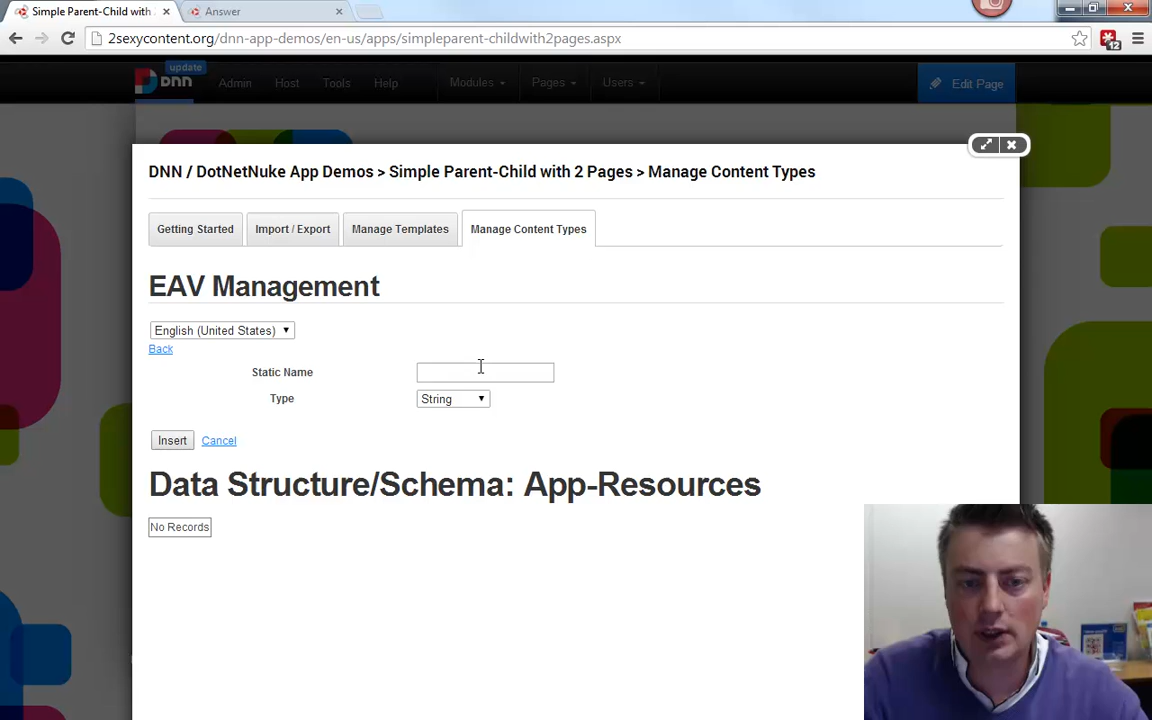 Simple Parent-Child with
Answer
2sexycontent.org/dnn-app-demos/en-us/apps/simpleparent-childwith2pages.aspx
12
update
DNN
Admin
Host
Tools
Help
Modules
Pages
Users
Edit Page
DNN / DotNetNuke App Demos > Simple Parent-Child with 2 Pages > Manage Content Types
Getting Started
Import / Export
Manage Templates
Manage Content Types
EAV Management
English (United States)
Back
Static Name
Type
String
Insert
Cancel
Data Structure/Schema: App-Resources
No Records